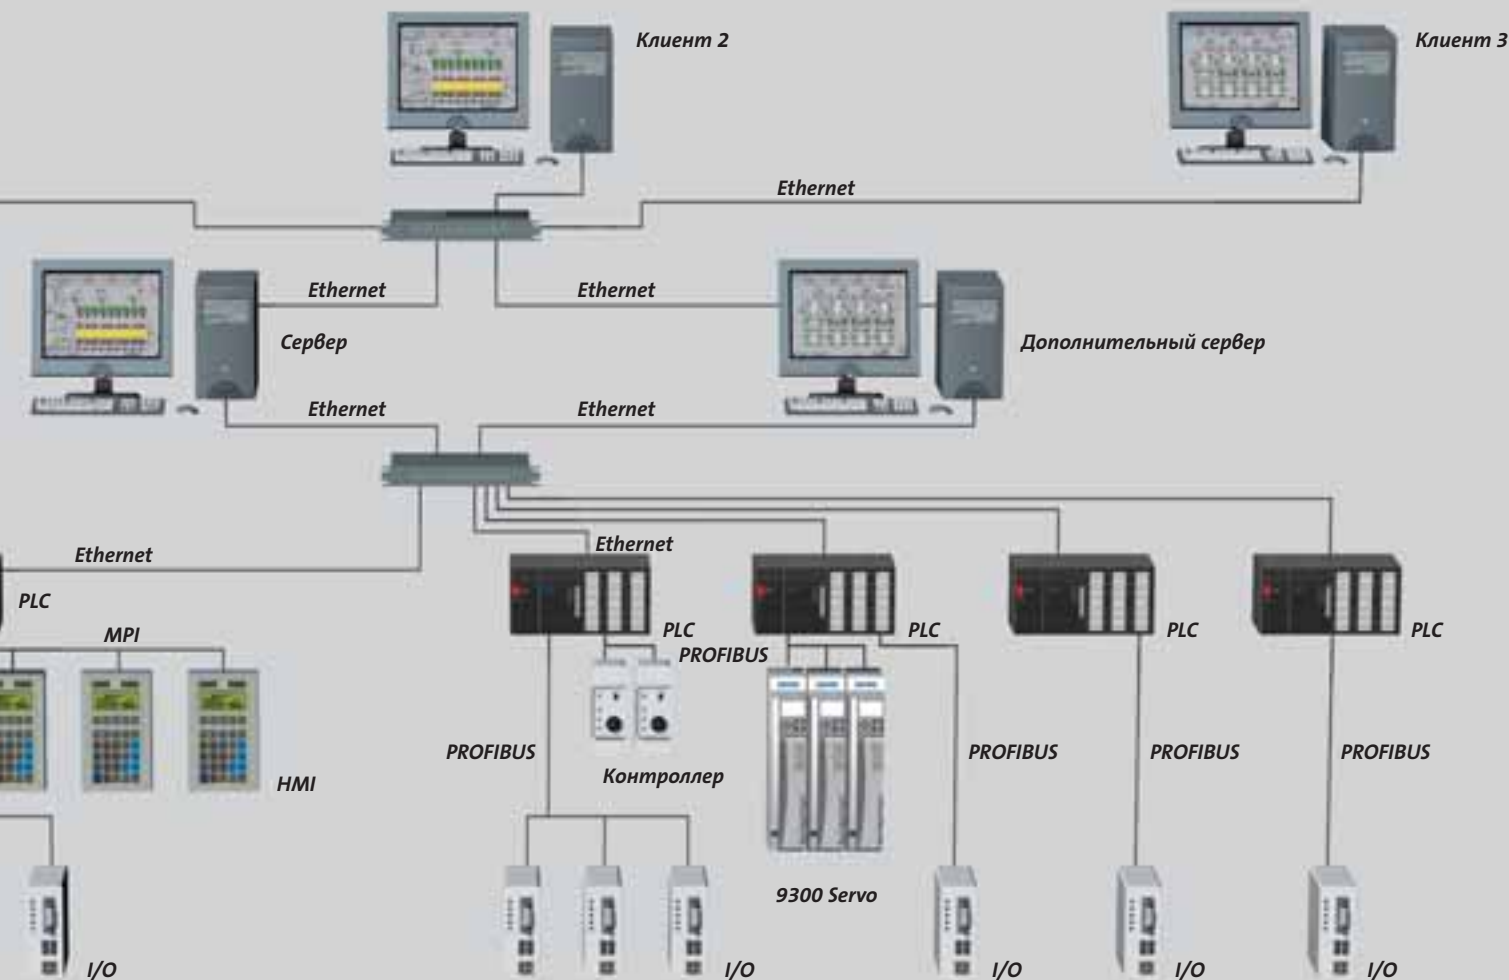 Клиент 2
Клиент 3
Ethernet
Ethernet
Ethernet
Сервер
Дополнительный сервер
Ethernet
Ethernet
Ethernet
Ethernet
PLC
PLC
PLC
PLC
PLC
MPI
PROFIBUS
PROFIBUS
PROFIBUS
PROFIBUS
PROFIBUS
Контроллер
HMI
9300 Servo
I/O
I/O
I/O
I/O
I/O